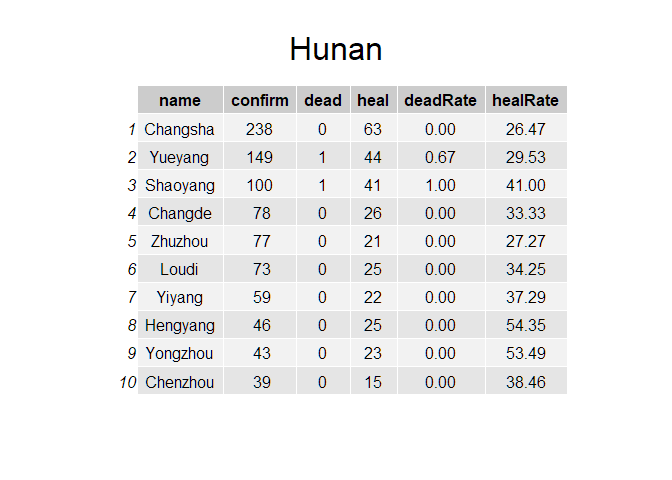 Hunan
name confirm dead heal deadRate healRate
1 Changsha 238 0 63 0.00 26.47
2 Yueyang 149 1 44 0.67 29.53
3 Shaoyang 100 1 41 1.00 41.00
4 Changde 78 0 26 0.00 33.33
5 Zhuzhou 77 0 21 0.00 27.27
6 Loudi 73 0 25 0.00 34.25
7 Yiyang 59 0 22 0.00 37.29
8 Hengyang 46 0 25 0.00 54.35
9 Yongzhou 43 0 23 0.00 53.49
10 Chenzhou 39 0 15 0.00 38.46